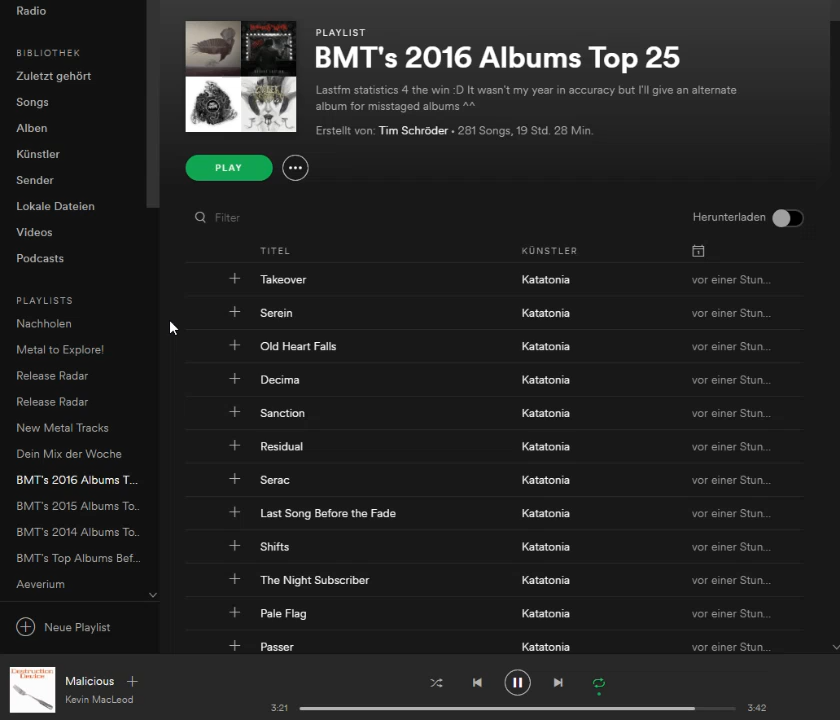 Radio
BIBLIOTHEK
Zuletzt gehört
Songs
Alben
Künstler
Sender
Lokale Dateien
Videos
Podcasts
PLAYLISTS
Nachholen
Metal to Explore!
Release Radar
Release Radar
New Metal Tracks
Dein Mix der Woche
BMT's 2016 Albums T...
BMT's 2015 Albums To..
BMT's 2014 Albums To..
BMT's Top Albums Bef...
Aeverium
Neue Playlist
PLAYLIST
BMT's 2016 Albums Top 25
Lastfm statistics 4 the win :D It wasn't my year in accuracy but I'll give an alternate
album for misstaged albums ^^
Erstellt von: Tim Schröder • 281 Songs, 19 Std. 28 Min.
PLAY
Filter
Herunterladen
TITEL KÜNSTLER
Takeover Katatonia vor einer Stun...
Serein Katatonia vor einer Stun...
Old Heart Falls Katatonia vor einer Stun...
Decima Katatonia vor einer Stun...
Sanction Katatonia vor einer Stun...
Residual Katatonia vor einer Stun...
Serac Katatonia vor einer Stun...
Last Song Before the Fade Katatonia vor einer Stun...
Shifts Katatonia vor einer Stun...
The Night Subscriber Katatonia vor einer Stun...
Pale Flag Katatonia vor einer Stun...
Passer Katatonia vor einer Stun...
Destruction
Device
Malicious
Kevin MacLeod
3:21 3:42